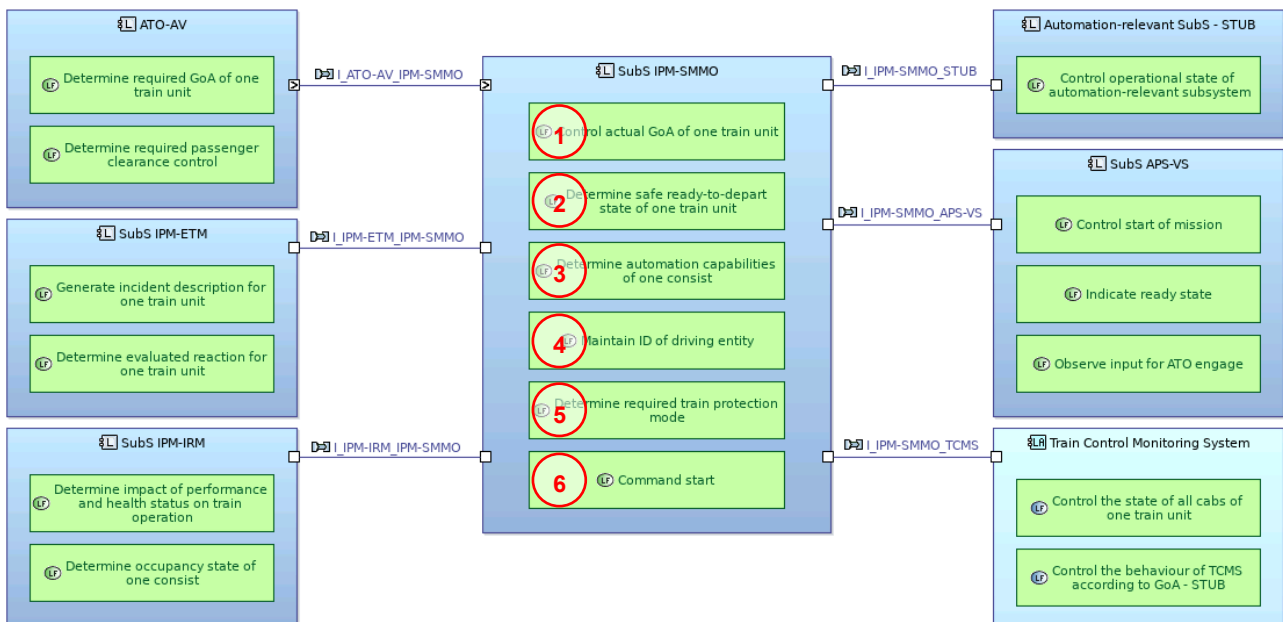 ATO-AV
Determine required GoA of one
train unit
Determine required passenger
clearance control
SubS IPM-ETM
Generate incident description for
one train unit
Determine evaluated reaction for
one train unit
SubS IPM-IRM
Determine impact of performance
and health status on train
operation
Determine occupancy state of
one consist
I_ATO-AV_IPM-SMMO
I_IPM-ETM_IPM-SMMO
I_IPM-IRM_IPM-SMMO
SubS IPM-SMMO
1
Control actual GoA of one train unit
2
Determine safe ready-to-depart
state of one train unit
3
Determine automation capabilities
of one consist
4
Maintain ID of driving entity
5
Determine required train protection
mode
6
Command start
I_IPM-SMMO_STUB
I_IPM-SMMO_APS-VS
I_IPM-SMMO_TCMS
Automation-relevant SubS - STUB
Control operational state of
automation-relevant subsystem
SubS APS-VS
Control start of mission
Indicate ready state
Observe input for ATO engage
Train Control Monitoring System
Control the state of all cabs of
one train unit
Control the behaviour of TCMS
according to GoA - STUB